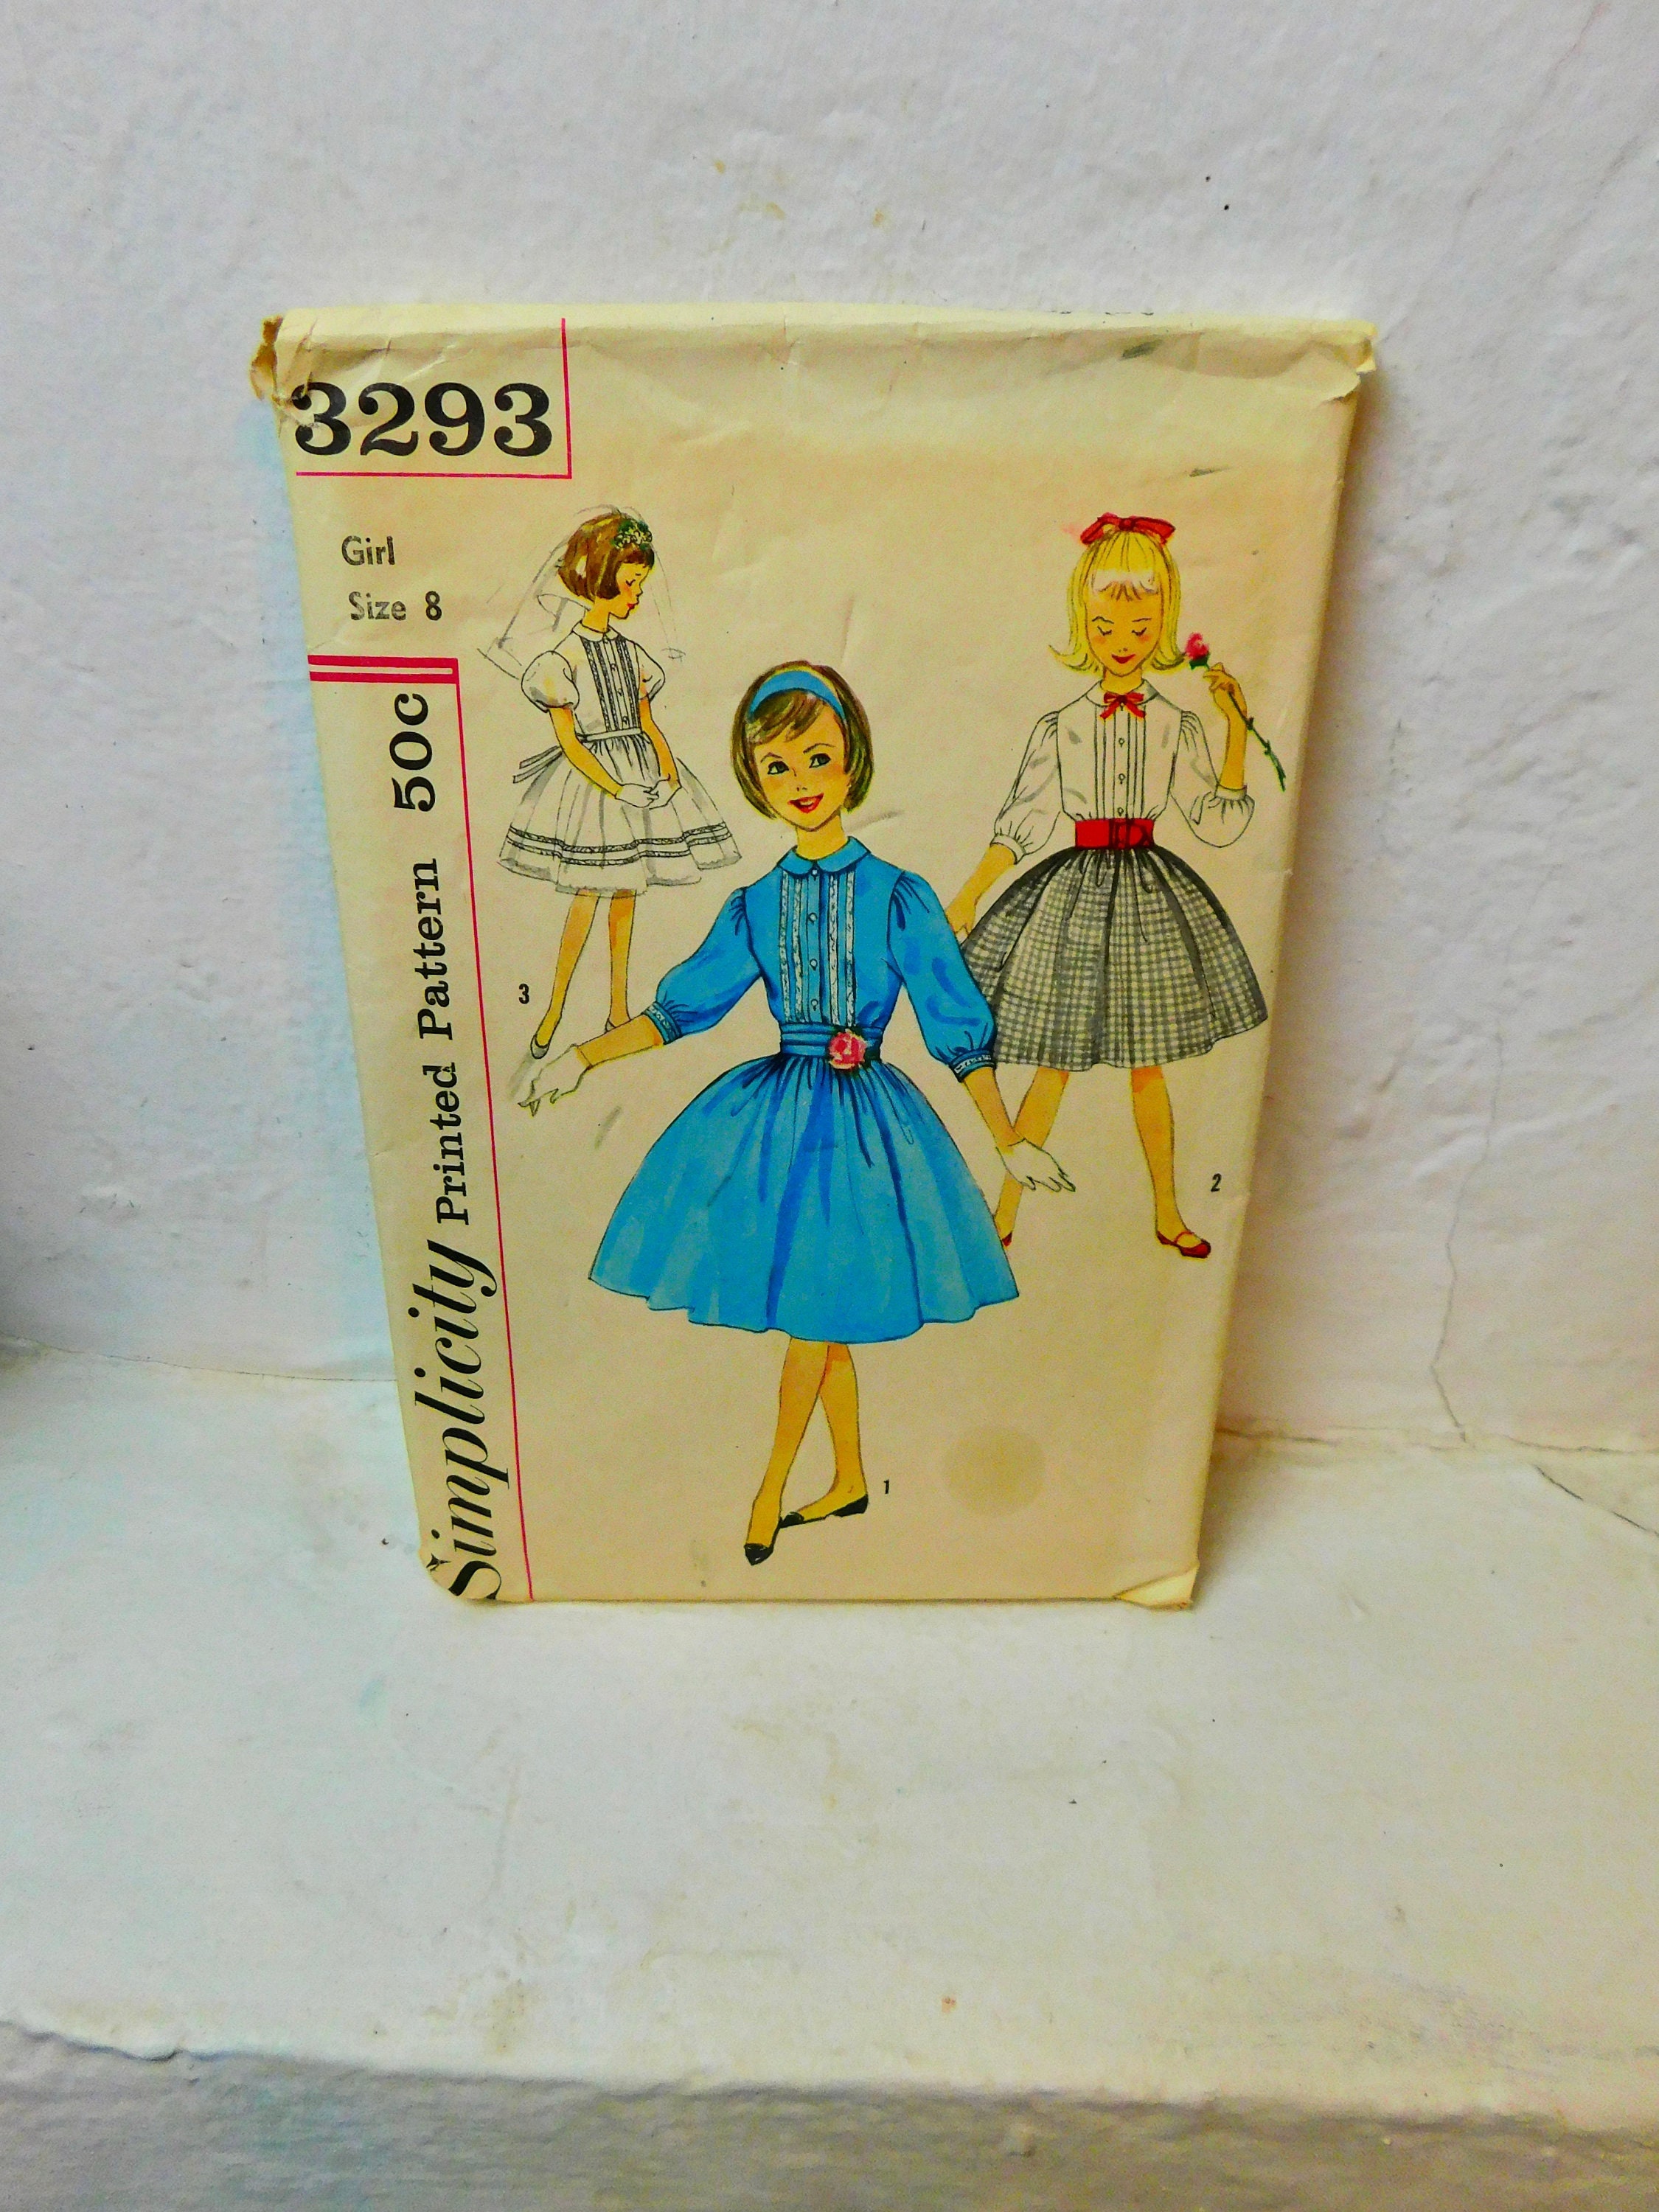 3293
Girl
Size 8
Simplicity Printed Pattern 50c
3
2
1